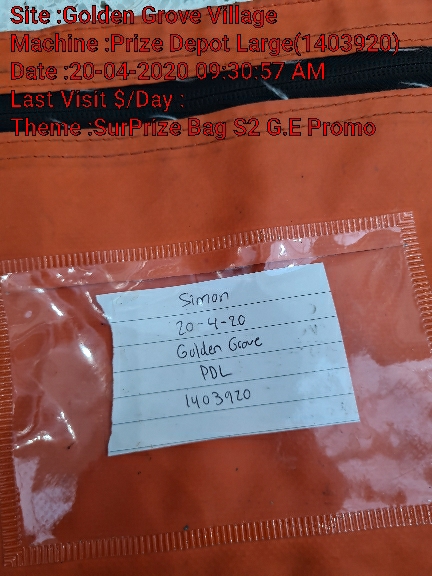 Site :Golden Grove Village
Machine :Prize Depot Large(1403920)
Date :20-04-2020 09:30:57 AM
Last Visit $/Day :
Theme :SurPrize Bag S2 G.E Promo
Simon
20-4-20
Golden Grove
PDL
1403920